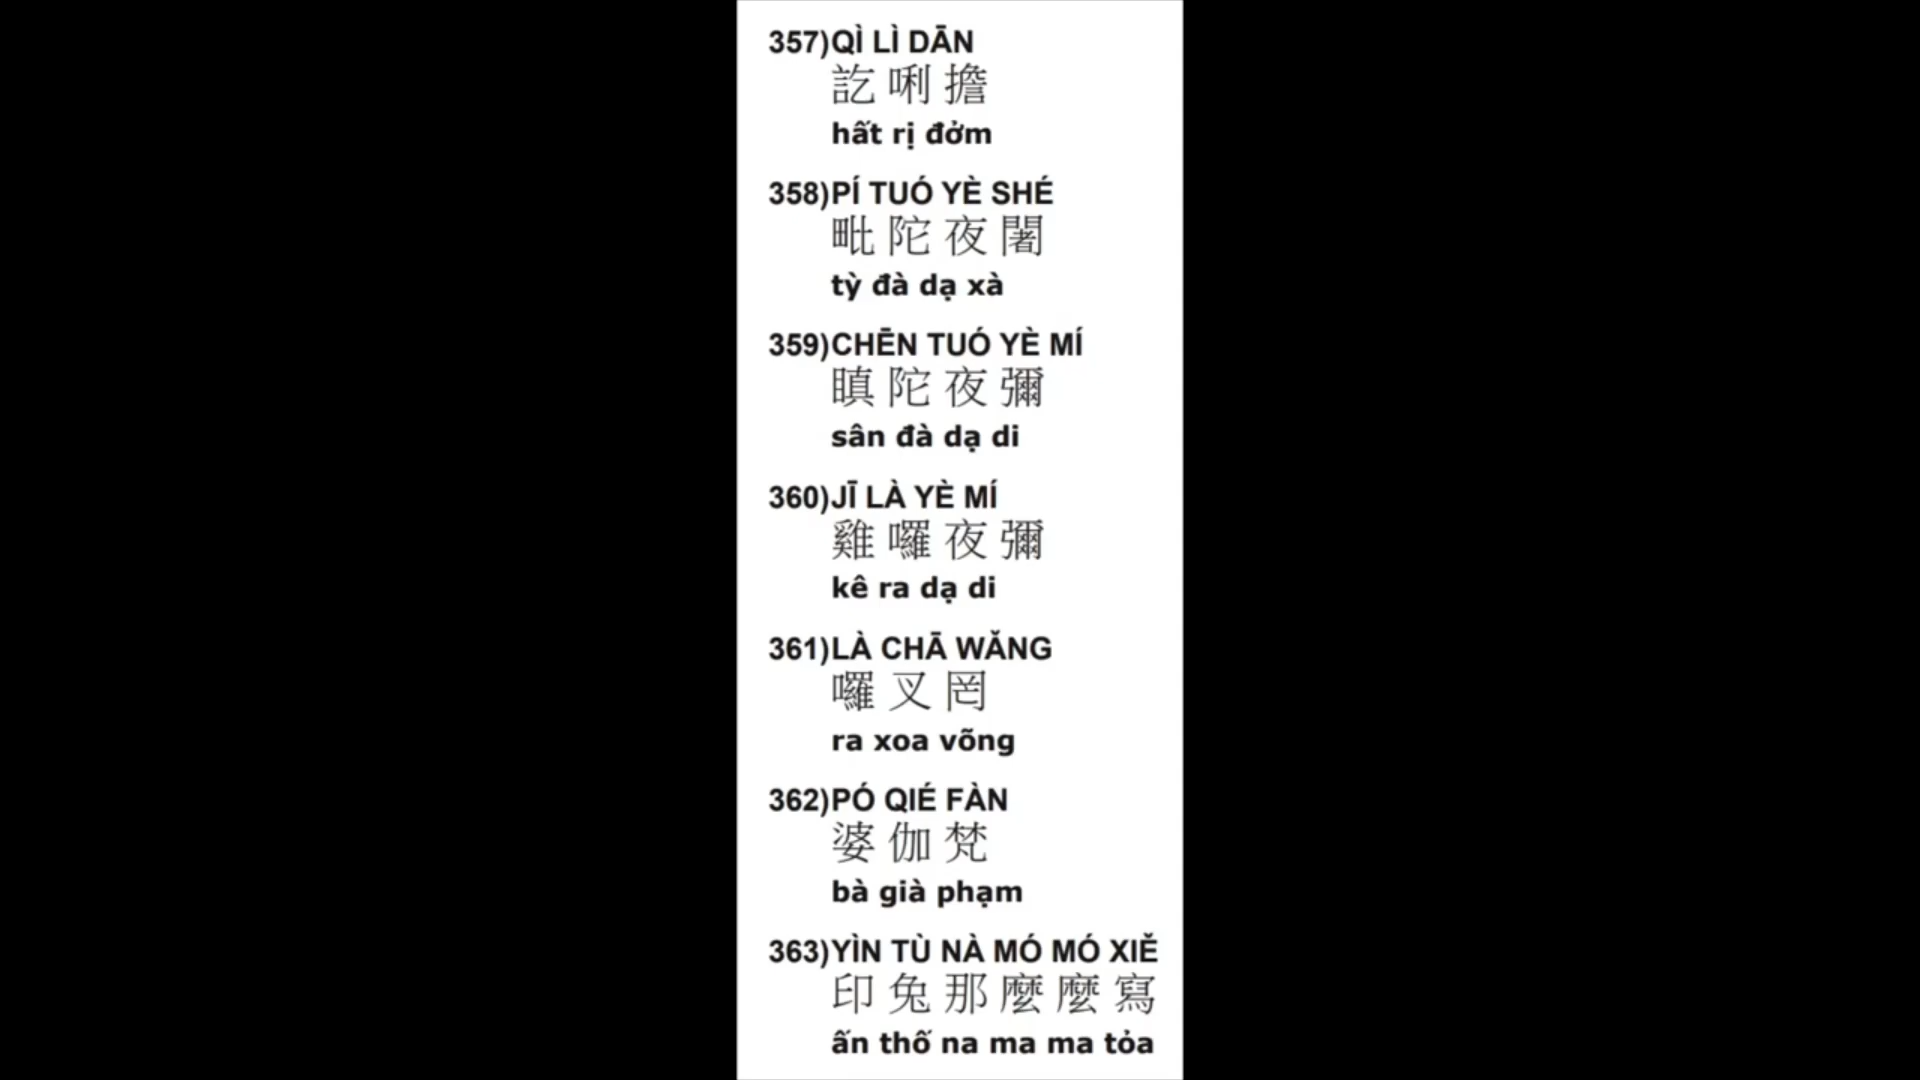 357)QÌ LÌ DĀN
訖唎擔
hất rị đởm
358)PÍ TUÓ YÈ SHÉ
毗陀夜闍
tỳ đà dạ xà
359)CHĒN TUÓ YÈ MÍ
瞋陀夜彌
sân đà dạ di
360)JĪ LÀ YÈ MÍ
雞囉夜彌
kê ra dạ di
361)LÀ CHĀ WǍNG
囉叉罔
ra xoa võng
362)PÓ QIÉ FÀN
婆伽梵
bà già phạm
363)YÌN TÙ NÀ MÓ MÓ XIĚ
印兔那麼麼寫
ấn thố na ma ma tỏa